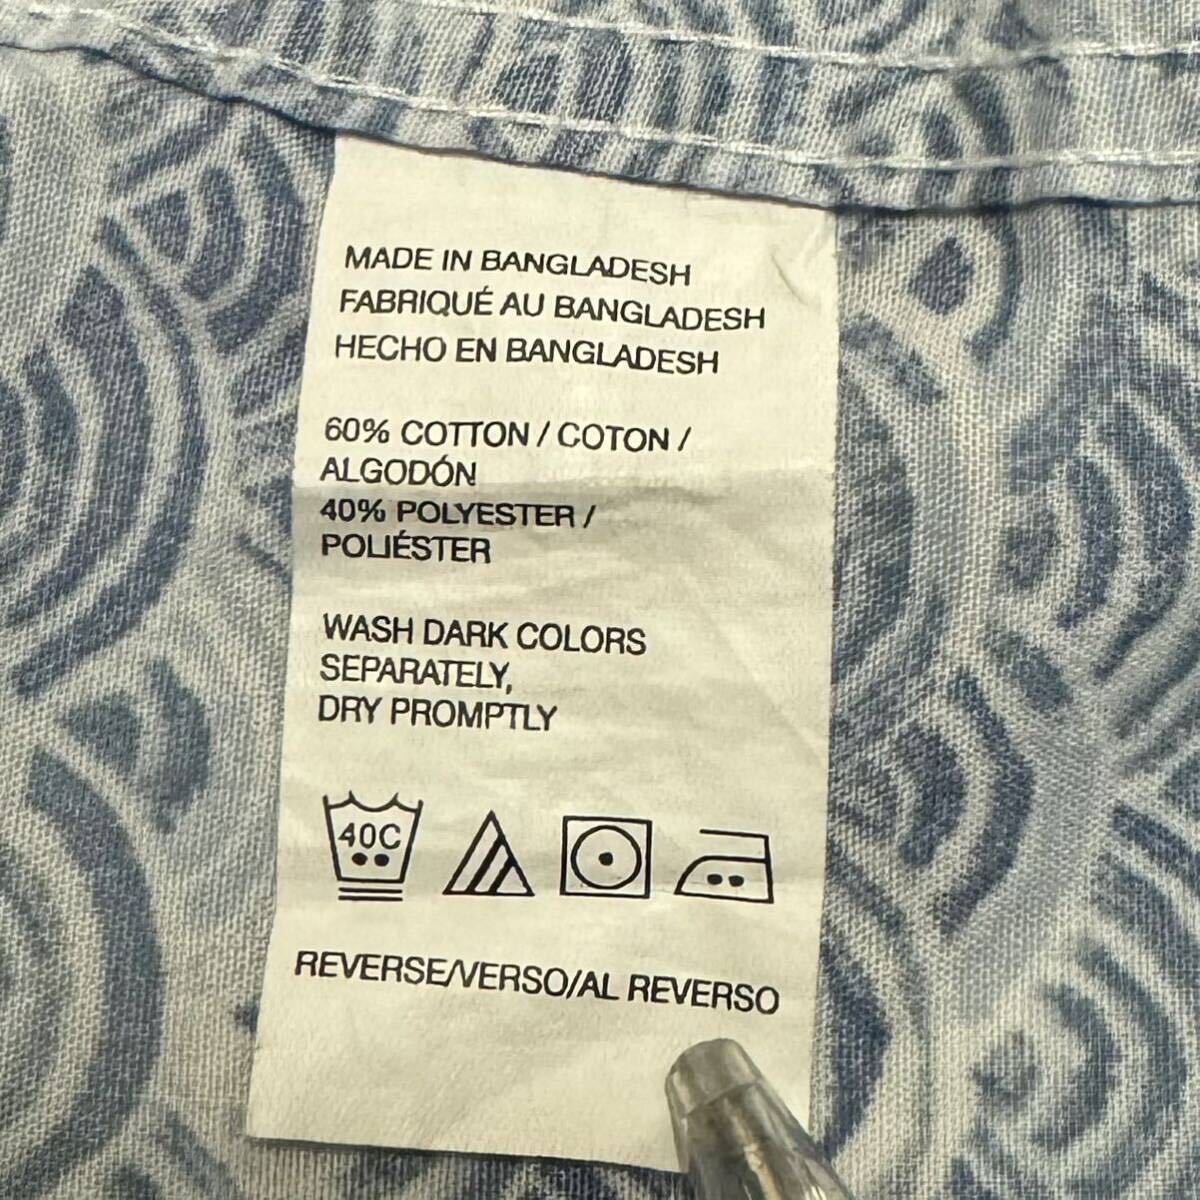 MADE IN BANGLADESH
FABRIQUÉ AU BANGLADESH
HECHO EN BANGLADESH
60% COTTON / COTON /
ALGODÓN
40% POLYESTER /
POLIÉSTER
WASH DARK COLORS
SEPARATELY,
DRY PROMPTLY
40C
REVERSE/VERSO/AL REVERSO